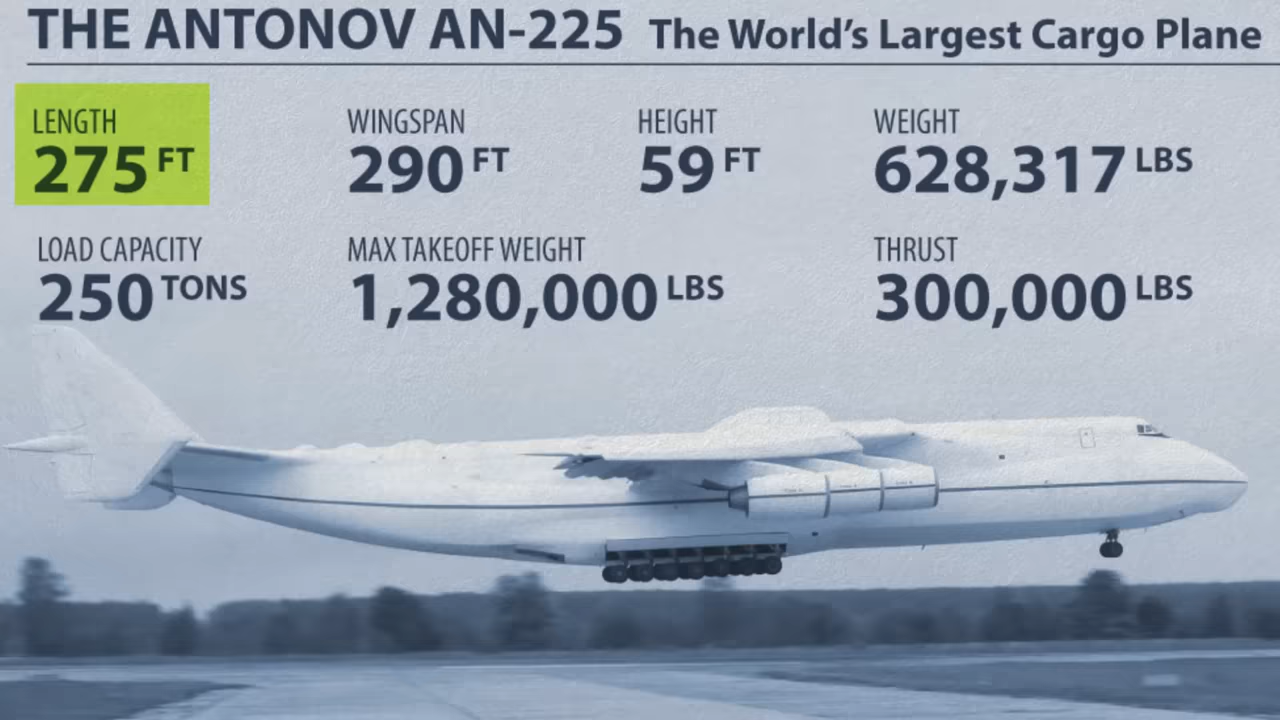 THE ANTONOV AN-225 The World's Largest Cargo Plane
LENGTH
275 FT
WINGSPAN
290 FT
HEIGHT
59 FT
WEIGHT
628,317 LBS
LOAD CAPACITY
250 TONS
MAX TAKEOFF WEIGHT
1,280,000 LBS
THRUST
300,000 LBS